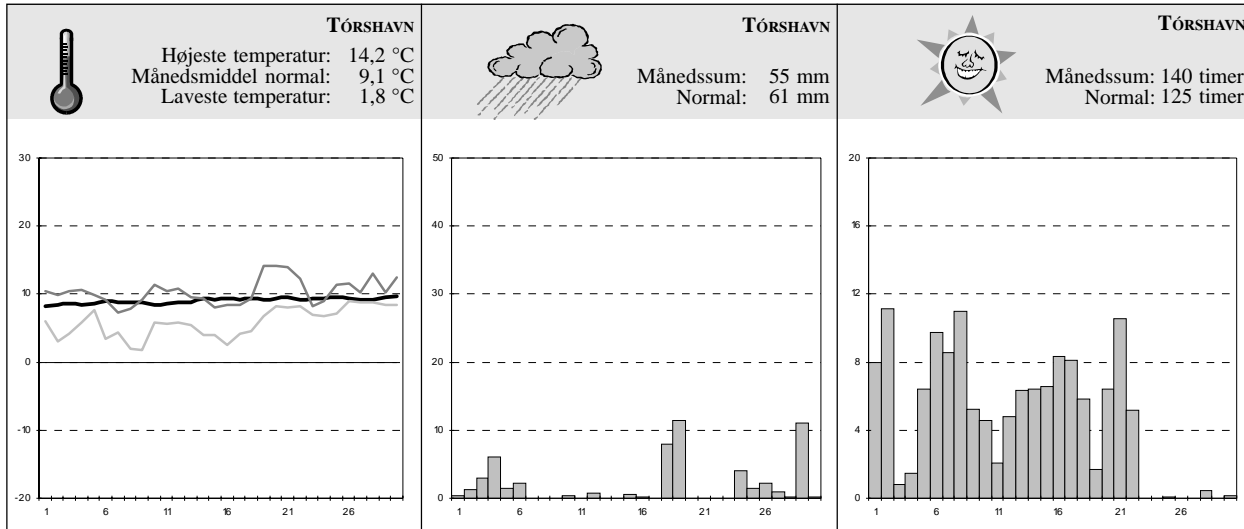 TÓRSHAVN
Højeste temperatur: 14,2 °C
Månedsmiddel normal: 9,1 °C
Laveste temperatur: 1,8 °C
30
20
10
0
-10
-20
1 6 11 16 21 26
TÓRSHAVN
Månedssum: 55 mm
Normal: 61 mm
50
40
30
20
10
0
1 6 11 16 21 26
TÓRSHAVN
Månedssum: 140 timer
Normal: 125 timer
20
16
12
8
4
0
1 6 11 16 21 26